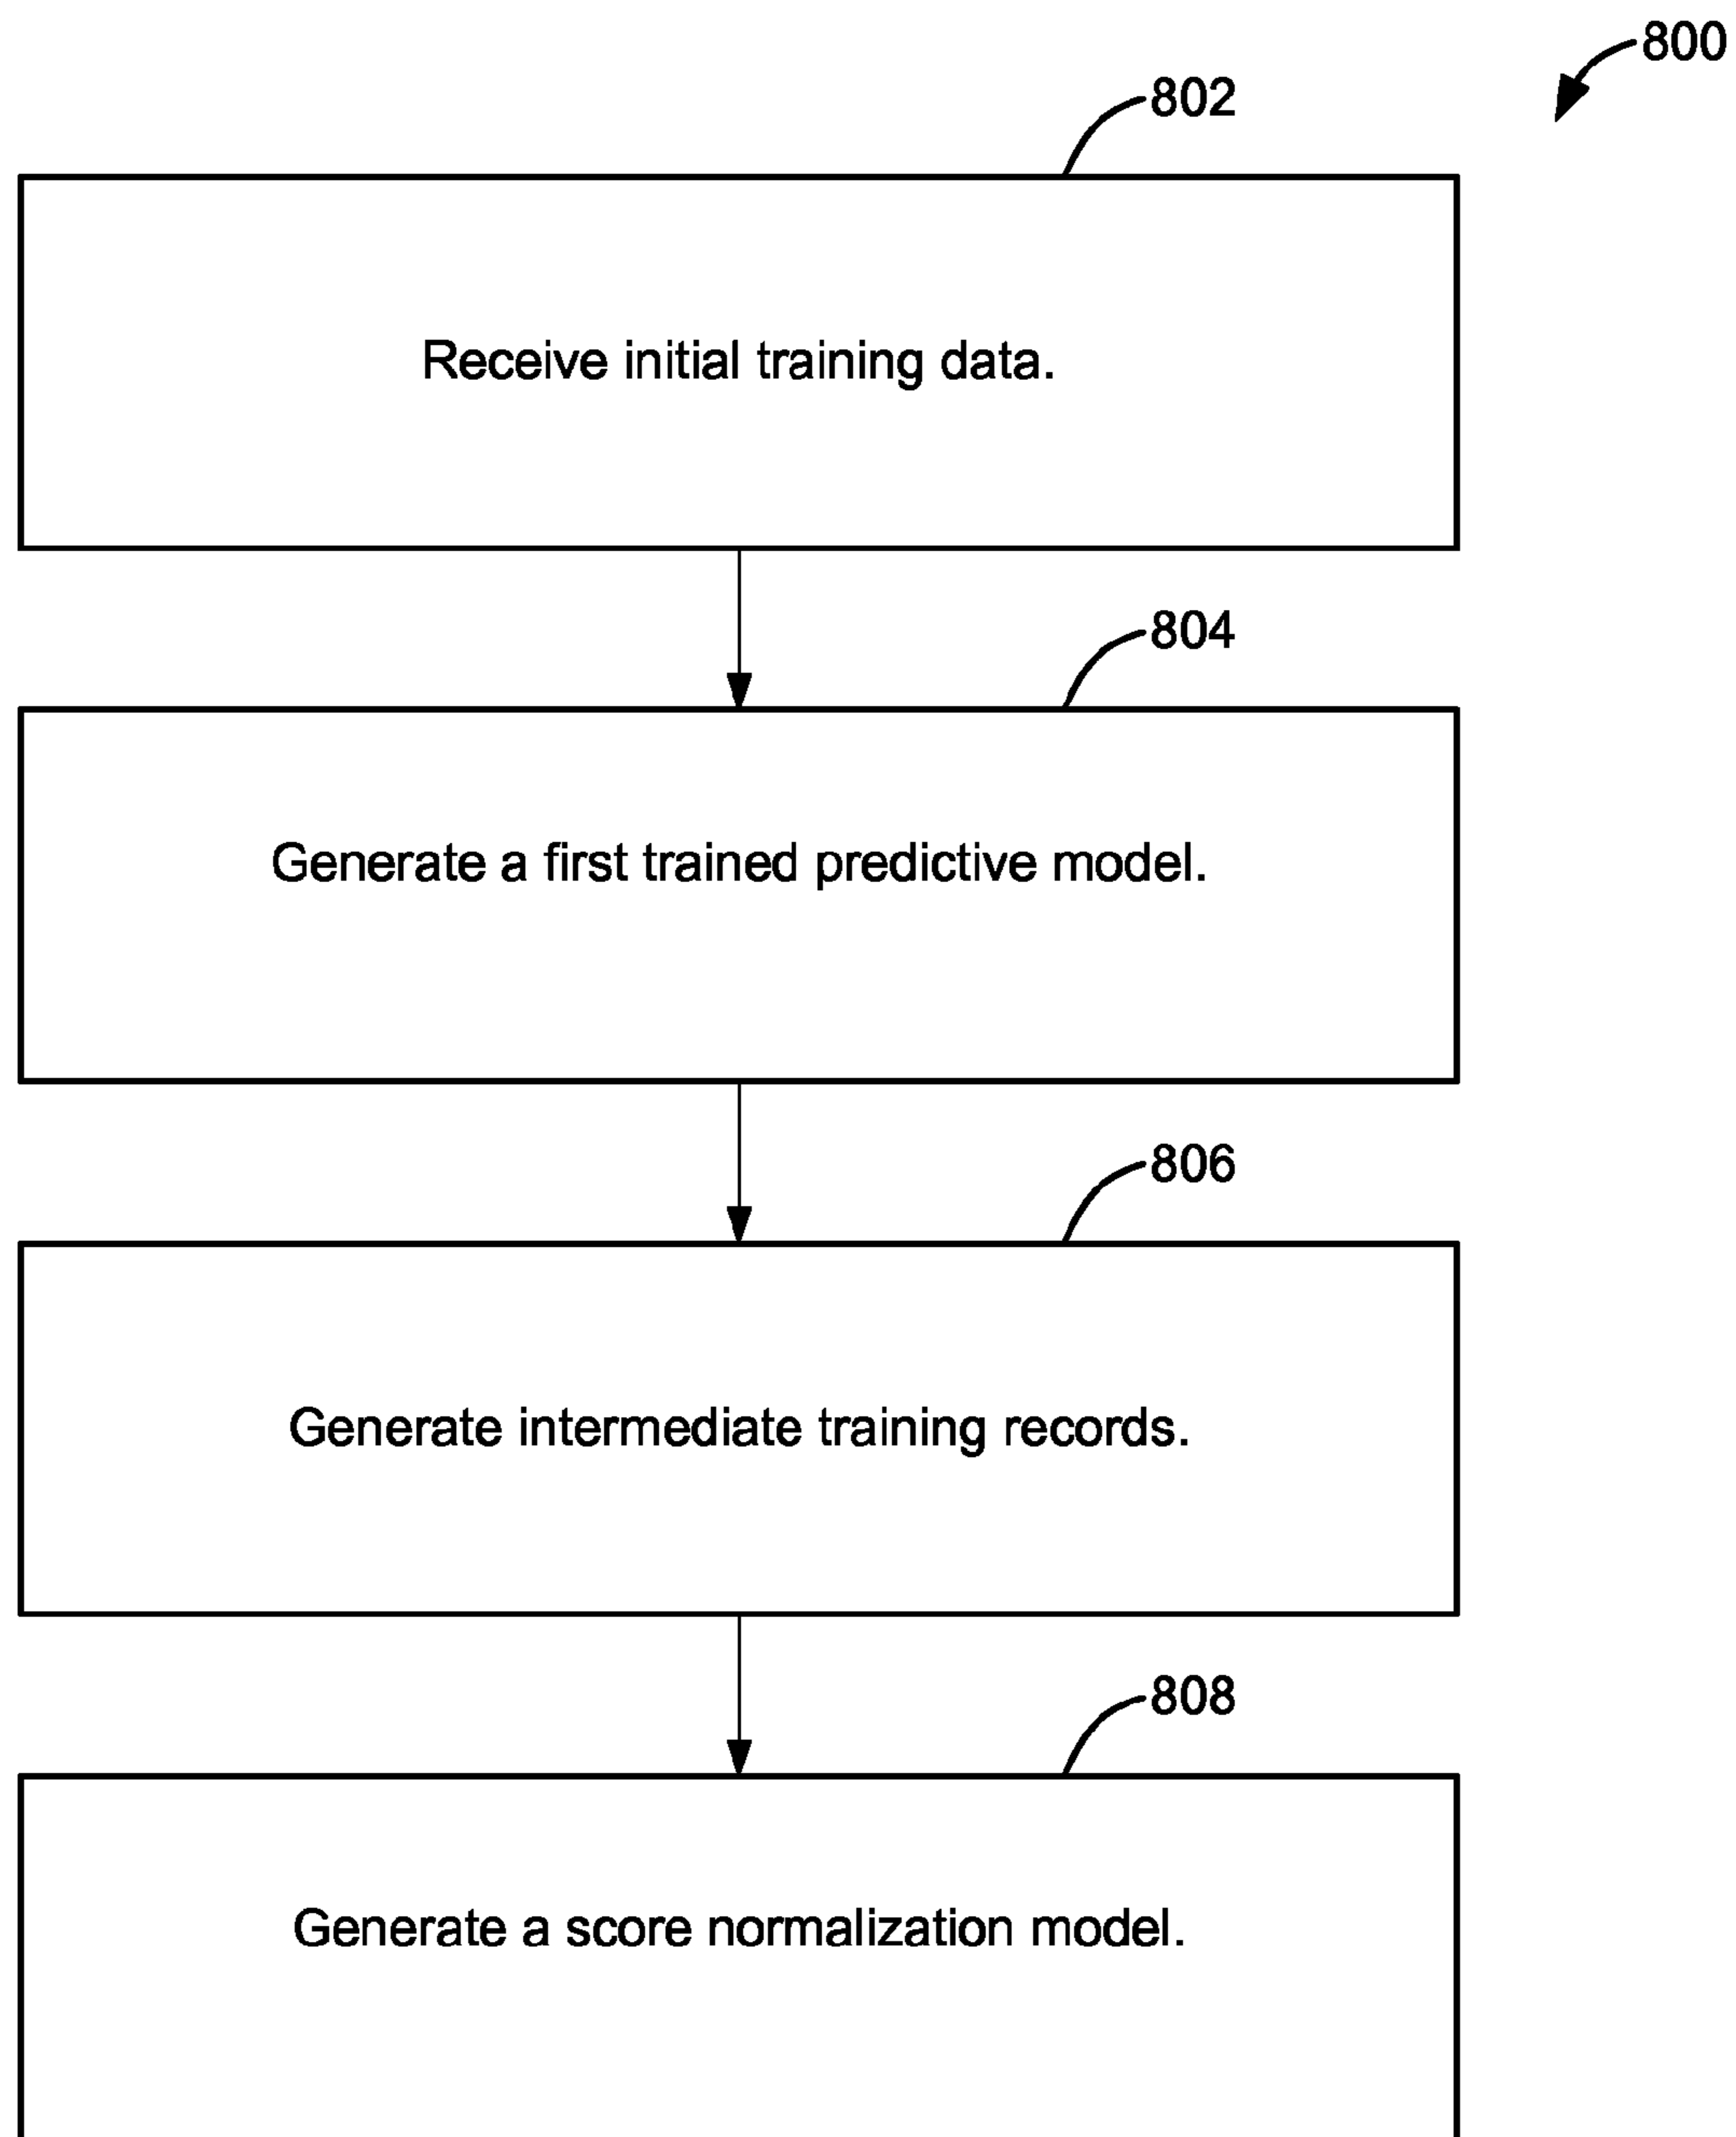 800
802
Receive initial training data.
804
Generate a first trained predictive model.
806
Generate intermediate training records.
808
Generate a score normalization model.